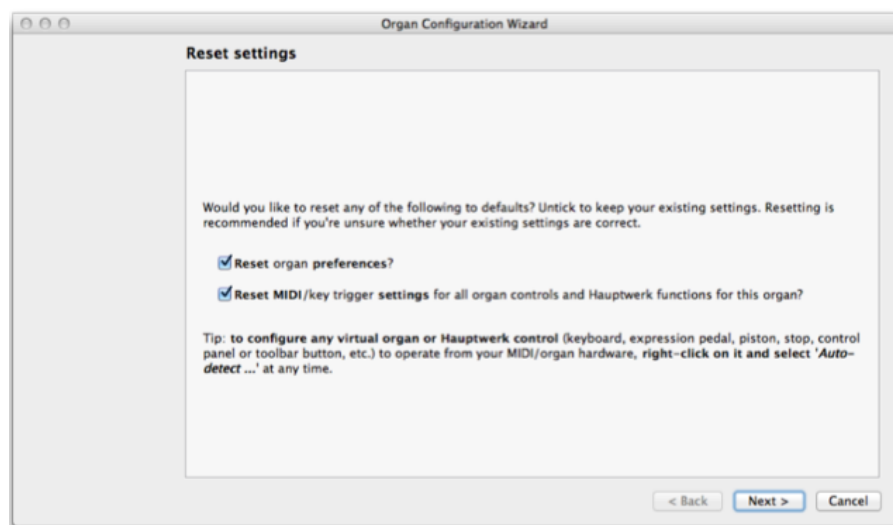 Organ Configuration Wizard
Reset settings
Would you like to reset any of the following to defaults? Untick to keep your existing settings. Resetting is
recommended if you're unsure whether your existing settings are correct.
Reset organ preferences?
Reset MIDI/key trigger settings for all organ controls and Hauptwerk functions for this organ?
Tip: to configure any virtual organ or Hauptwerk control (keyboard, expression pedal, piston, stop, control
panel or toolbar button, etc.) to operate from your MIDI/organ hardware, right-click on it and select 'Auto-
detect ...' at any time.
< Back Next > Cancel